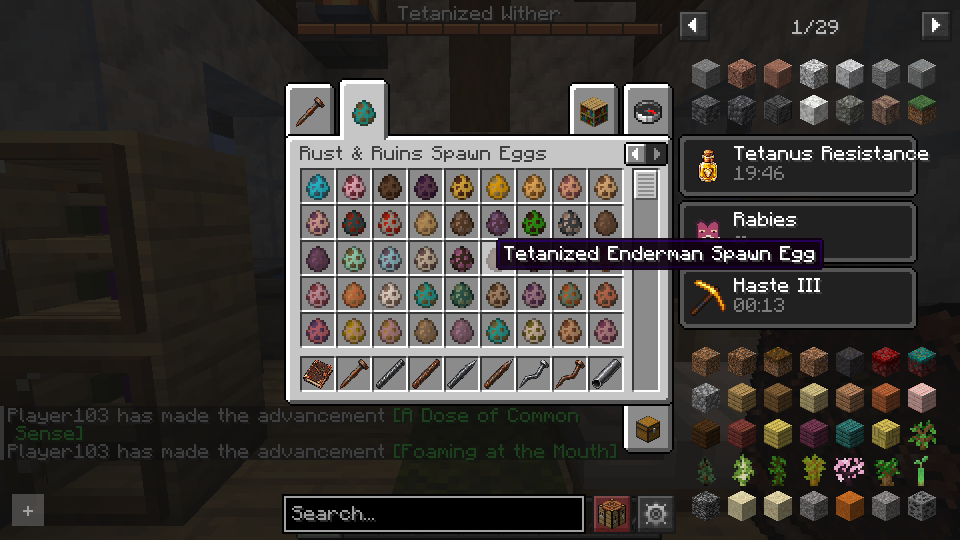 Tetanized Wither
1/29
Rust & Ruins Spawn Eggs
Tetanus Resistance
19:46
Rabies
Tetanized Enderman Spawn Egg
Haste III
00:13
Player103 has made the advancement [A Dose of Common
Sense]
Player103 has made the advancement [Foaming at the Mouth]
+
Search...